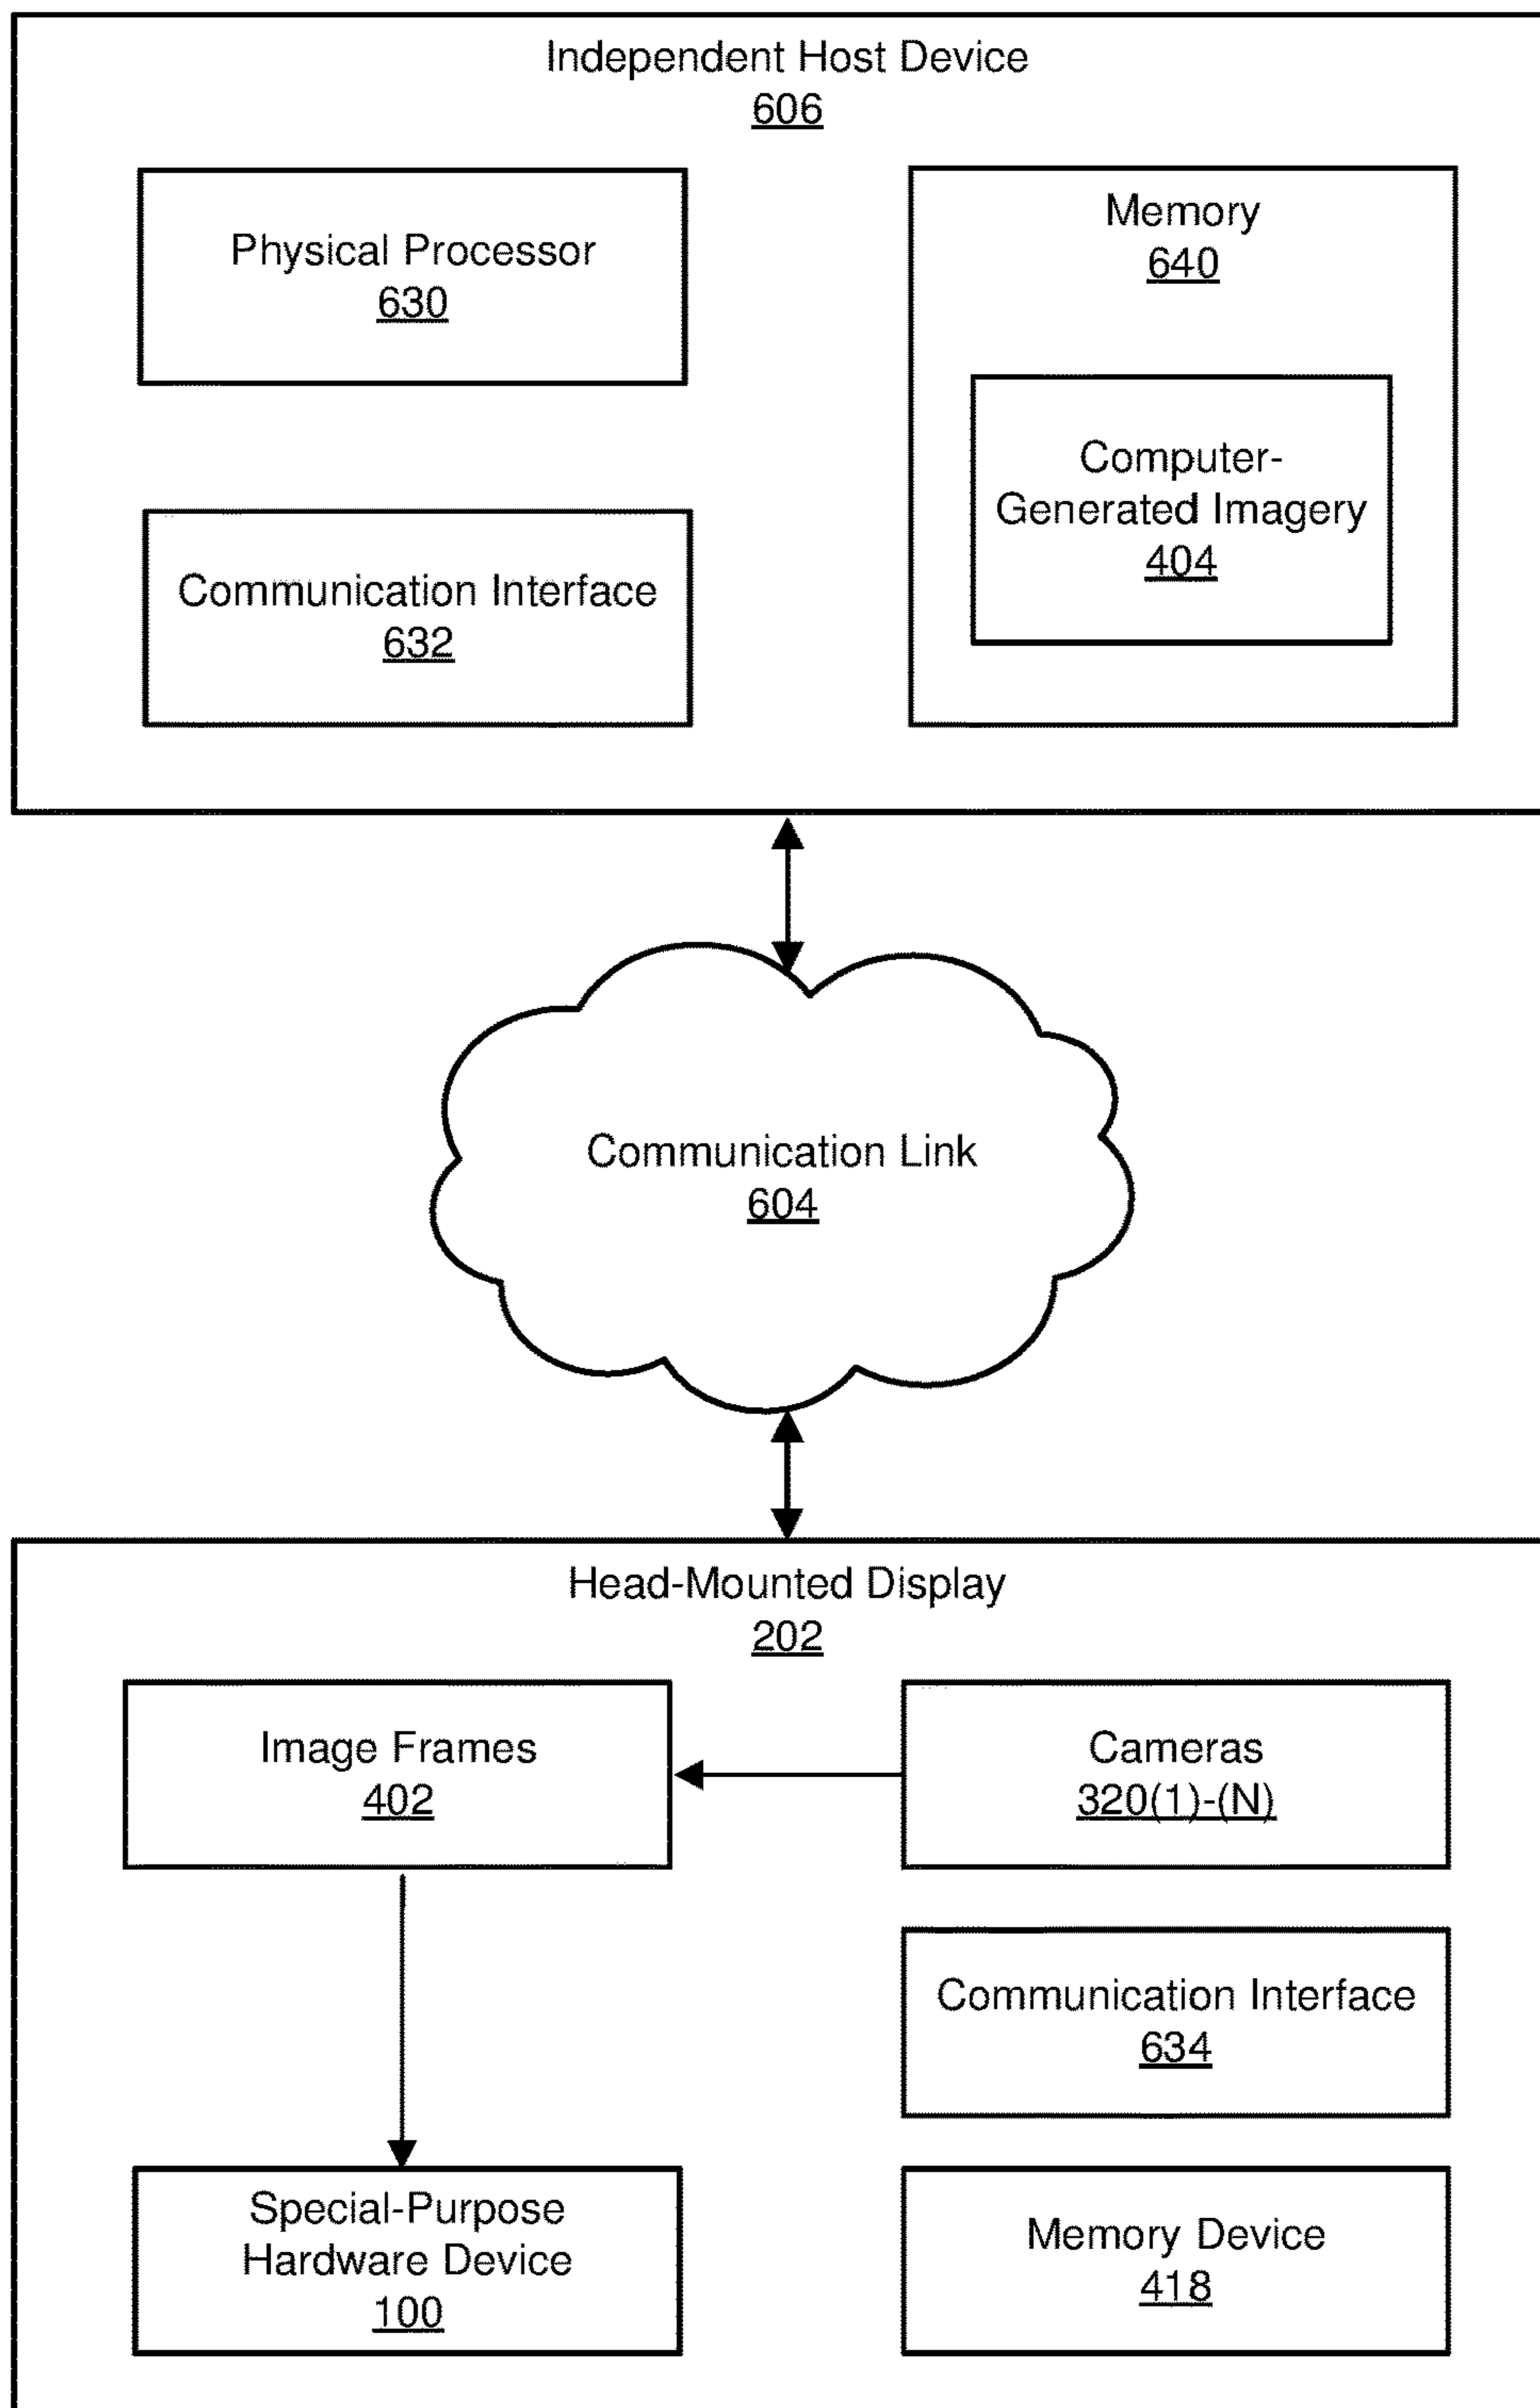 Independent Host Device
606
Physical Processor
630
Memory
640
Computer-
Generated Imagery
404
Communication Interface
632
Communication Link
604
Head-Mounted Display
202
Image Frames
402
Cameras
320(1)-(N)
Communication Interface
634
Special-Purpose
Hardware Device
100
Memory Device
418